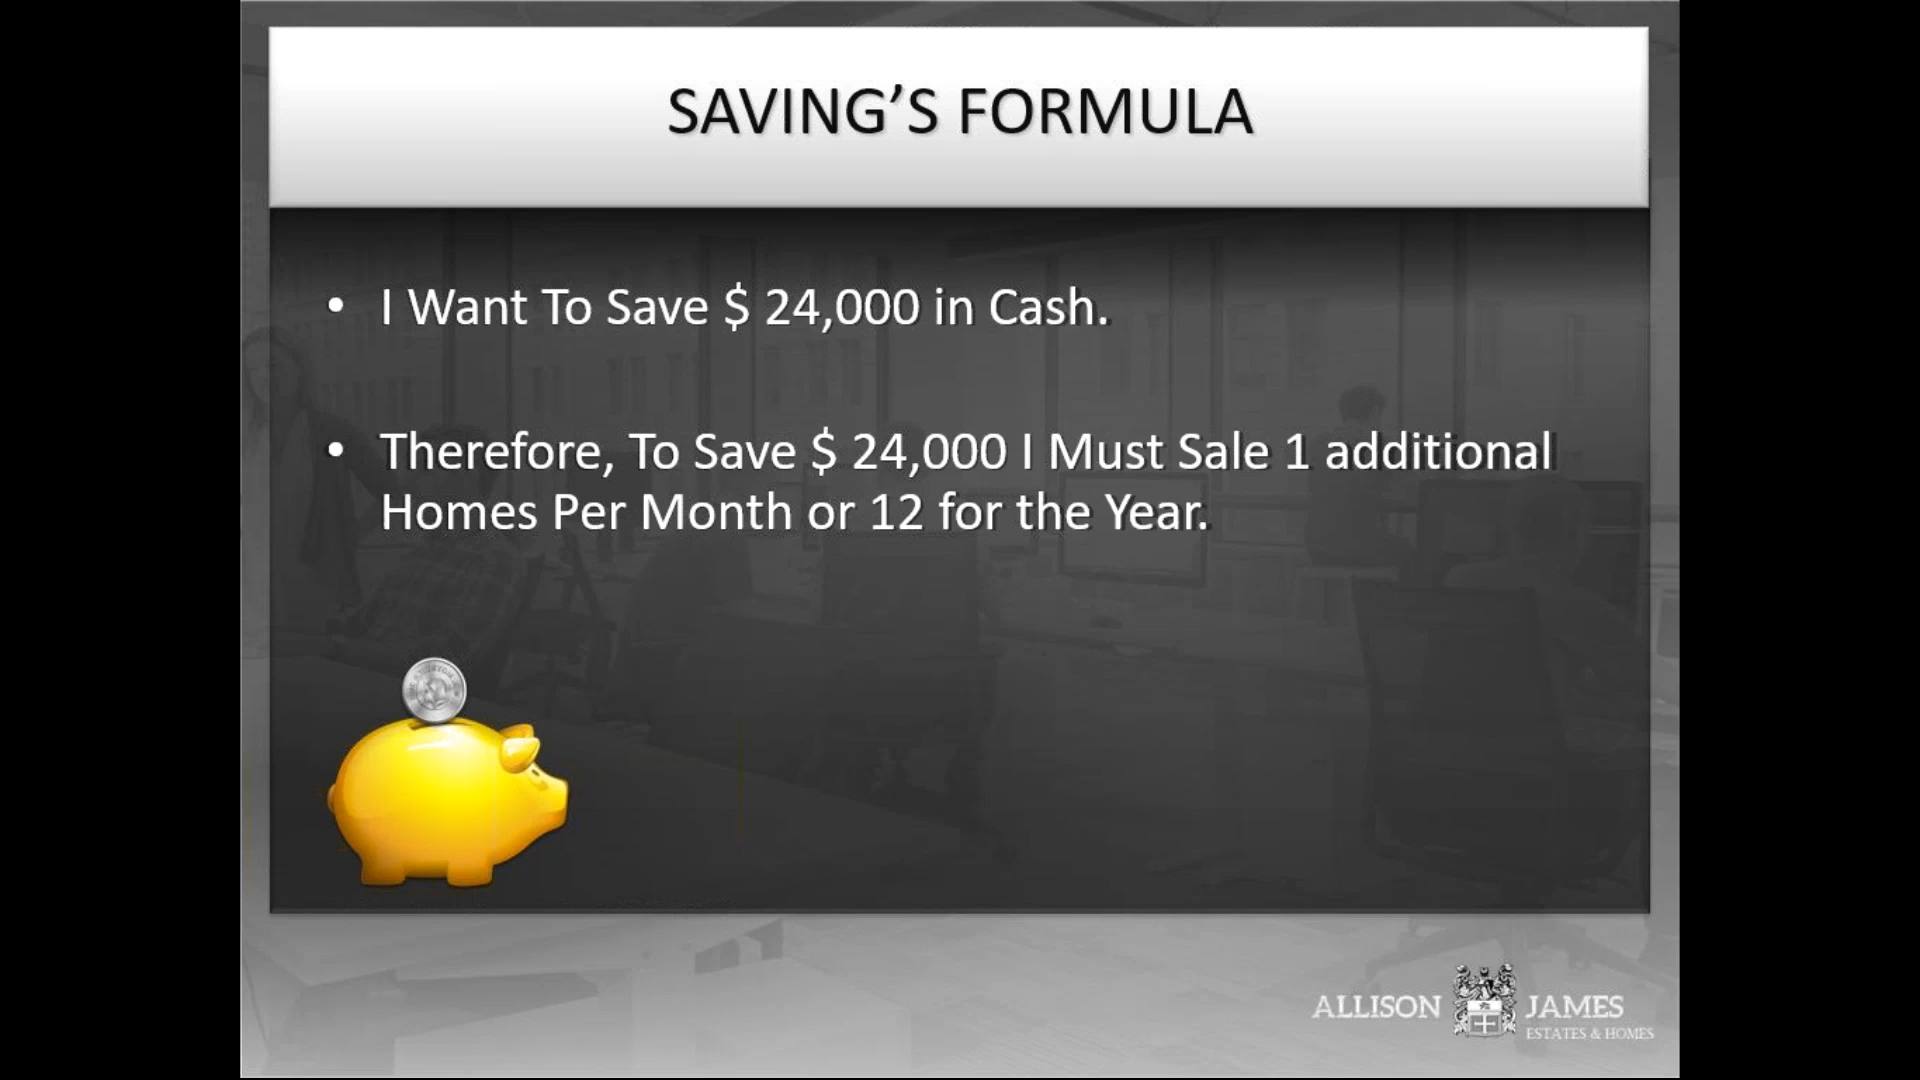 SAVING’S FORMULA
• I Want To Save $ 24,000 in Cash.
• Therefore, To Save $ 24,000 I Must Sale 1 additional
Homes Per Month or 12 for the Year.
ALLISON JAMES
ESTATES & HOMES